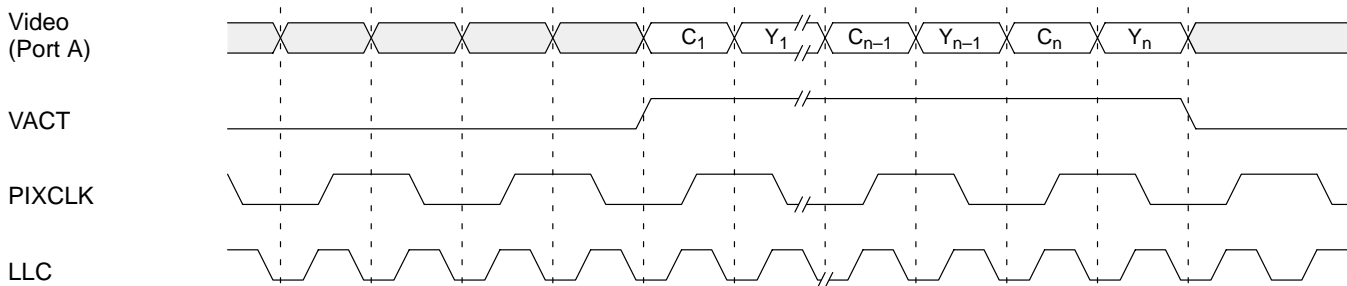 Video
(Port A)
C1 Y1 Cn–1 Yn–1 Cn Yn
VACT
PIXCLK
LLC